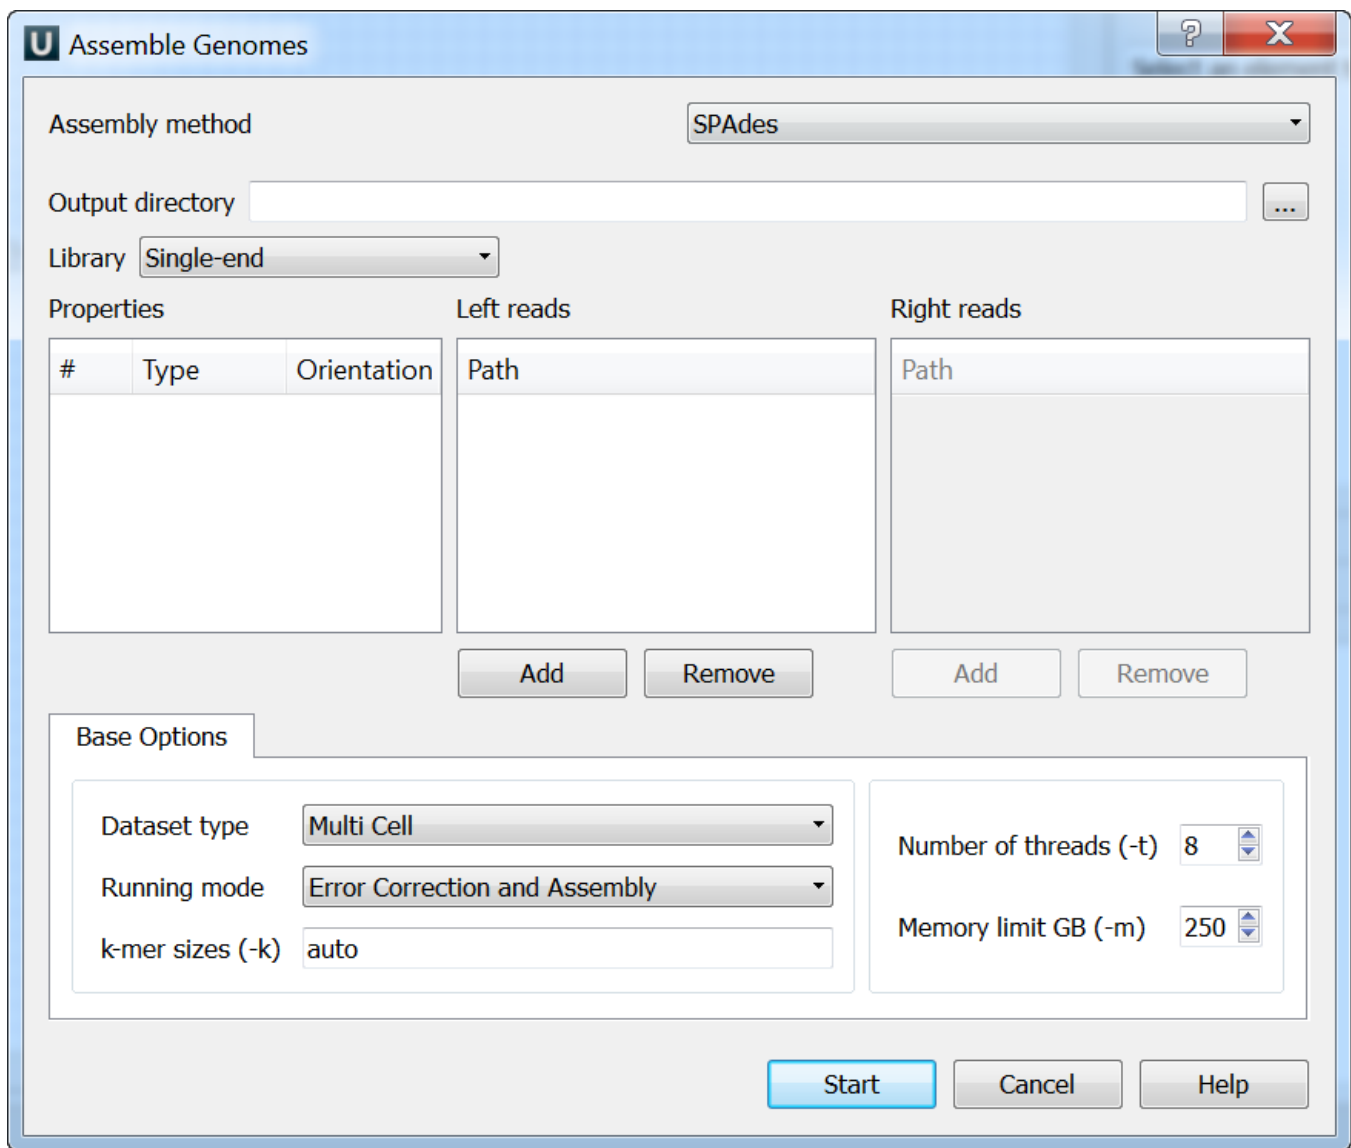 U Assemble Genomes ? X
Assembly method SPAdes
Output directory ...
Library Single-end
Properties Left reads Right reads
# Type Orientation Path Path
Add Remove Add Remove
Base Options
Dataset type Multi Cell
Number of threads (-t) 8
Running mode Error Correction and Assembly
Memory limit GB (-m) 250
k-mer sizes (-k) auto
Start Cancel Help